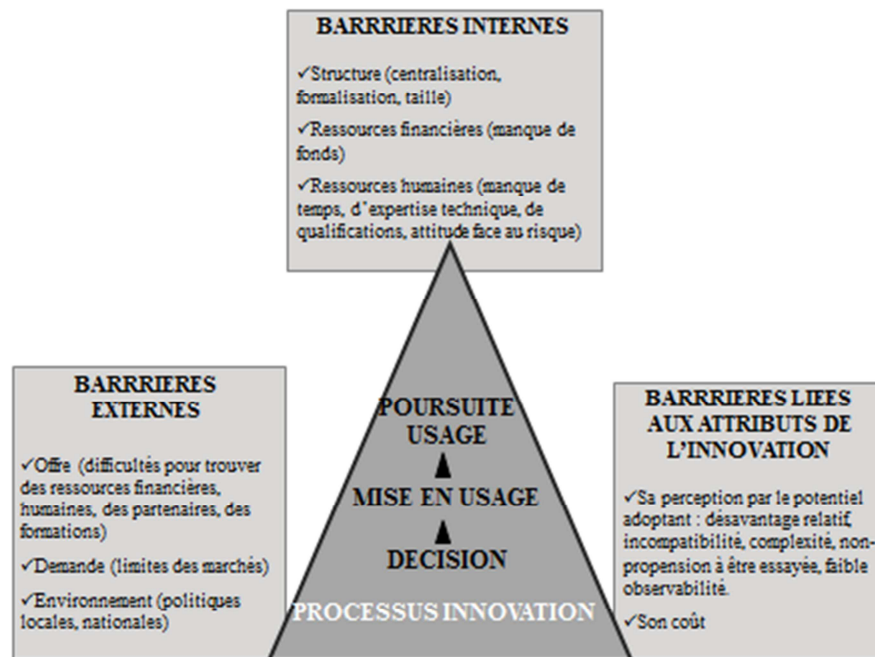 BARRRIERES INTERNES
✓Structure (centralisation,
formalisation, taille)
✓Ressources financières (manque de
fonds)
✓Ressources humaines (manque de
temps, d'expertise technique, de
qualifications, attitude face au risque)
BARRRIERES
EXTERNES
✓Offre (difficultés pour trouver
des ressources financières,
humaines, des partenaires, des
formations)
✓Demande (limites des marchés)
✓Environnement (politiques
locales, nationales)
POURSUITE
USAGE
MISE EN USAGE
DECISION
PROCESSUS INNOVATION
BARRRIERES LIEES
AUX ATTRIBUTS DE
L'INNOVATION
✓Sa perception par le potentiel
adoptant : désavantage relatif,
incompatibilité, complexité, non-
propension à être essayée, faible
observabilité.
✓Son coût